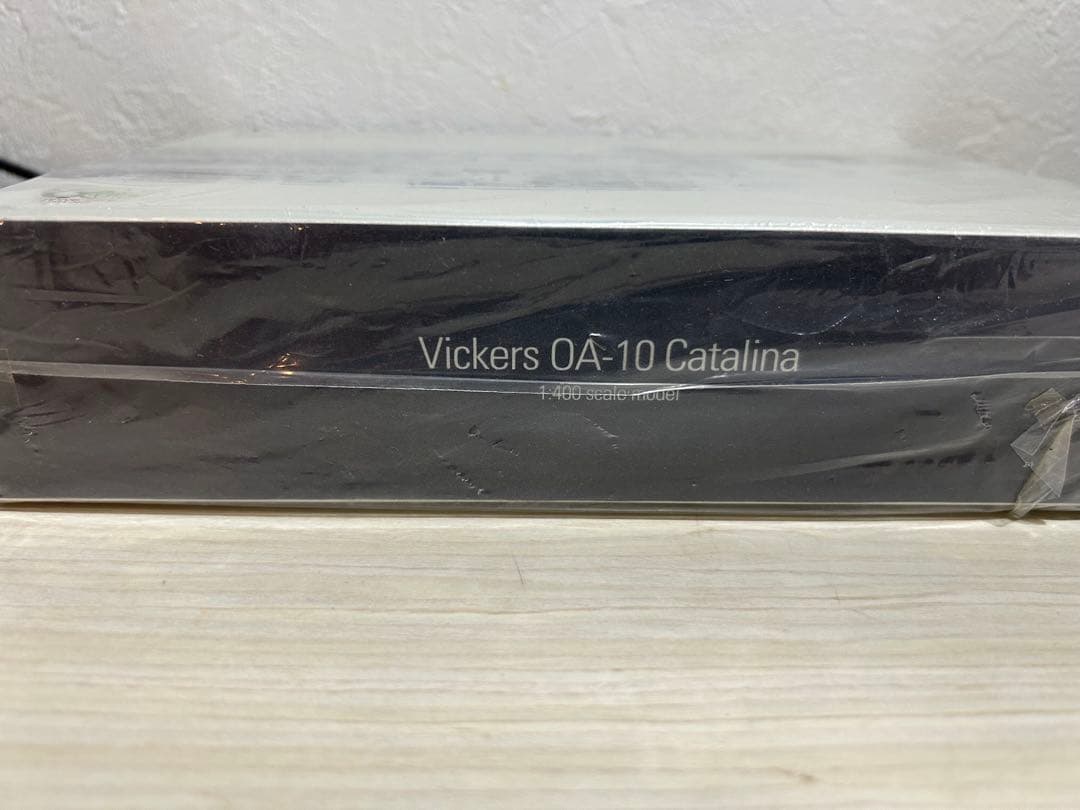 Vickers OA-10 Catalina
1:400 scale model